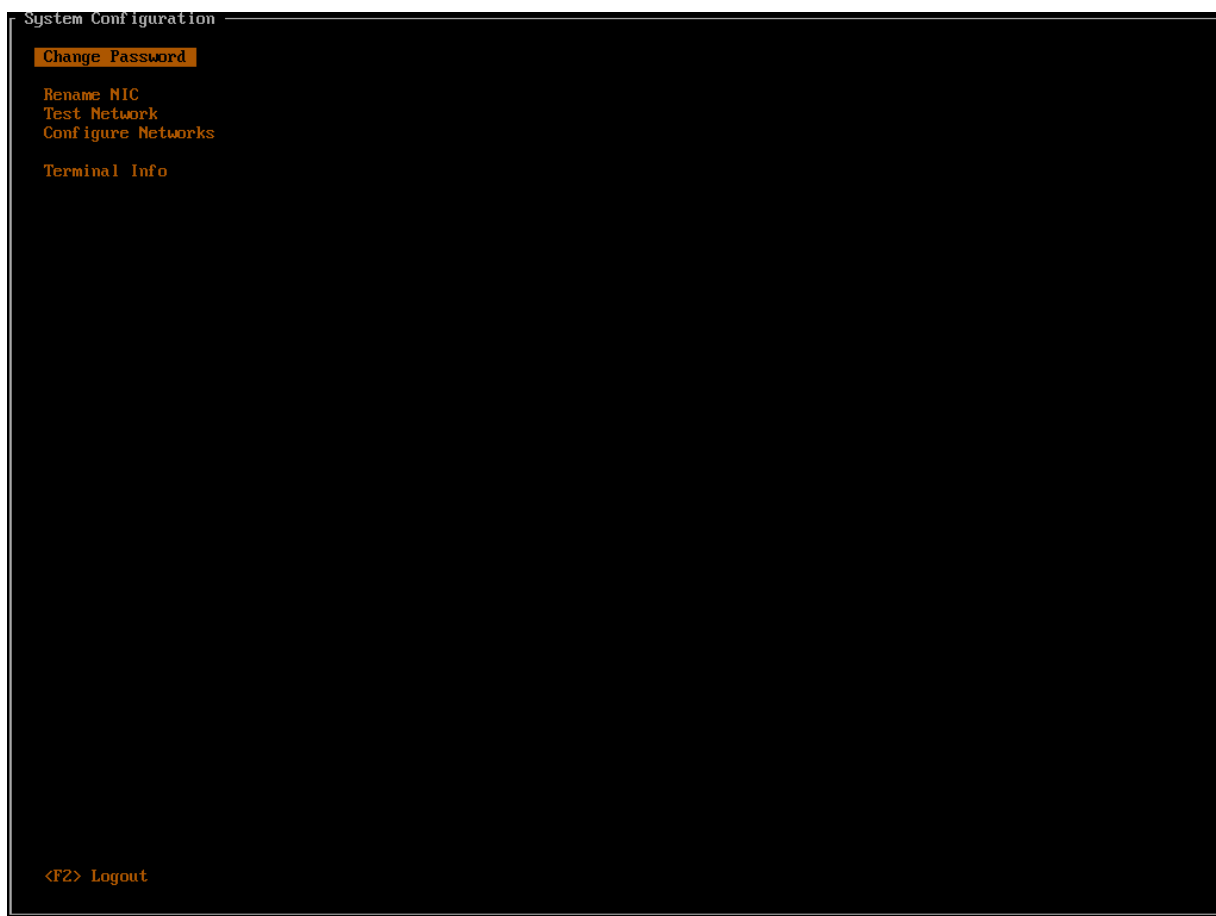 System Configuration
Change Password
Rename NIC
Test Network
Configure Networks
Terminal Info
<F2> Logout